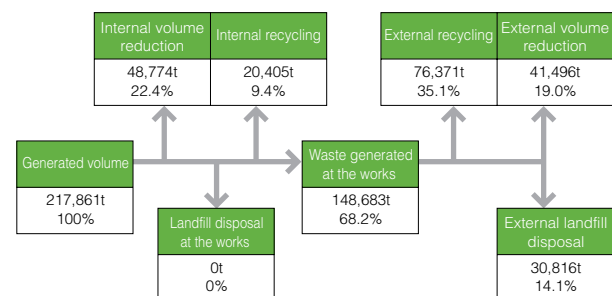 Internal volume
reduction
48,774t
22.4%
Internal recycling
20,405t
9.4%
External recycling
76,371t
35.1%
External volume
reduction
41,496t
19.0%
Generated volume
217,861t
100%
Waste generated
at the works
148,683t
68.2%
Landfill disposal
at the works
0t
0%
External landfill
disposal
30,816t
14.1%